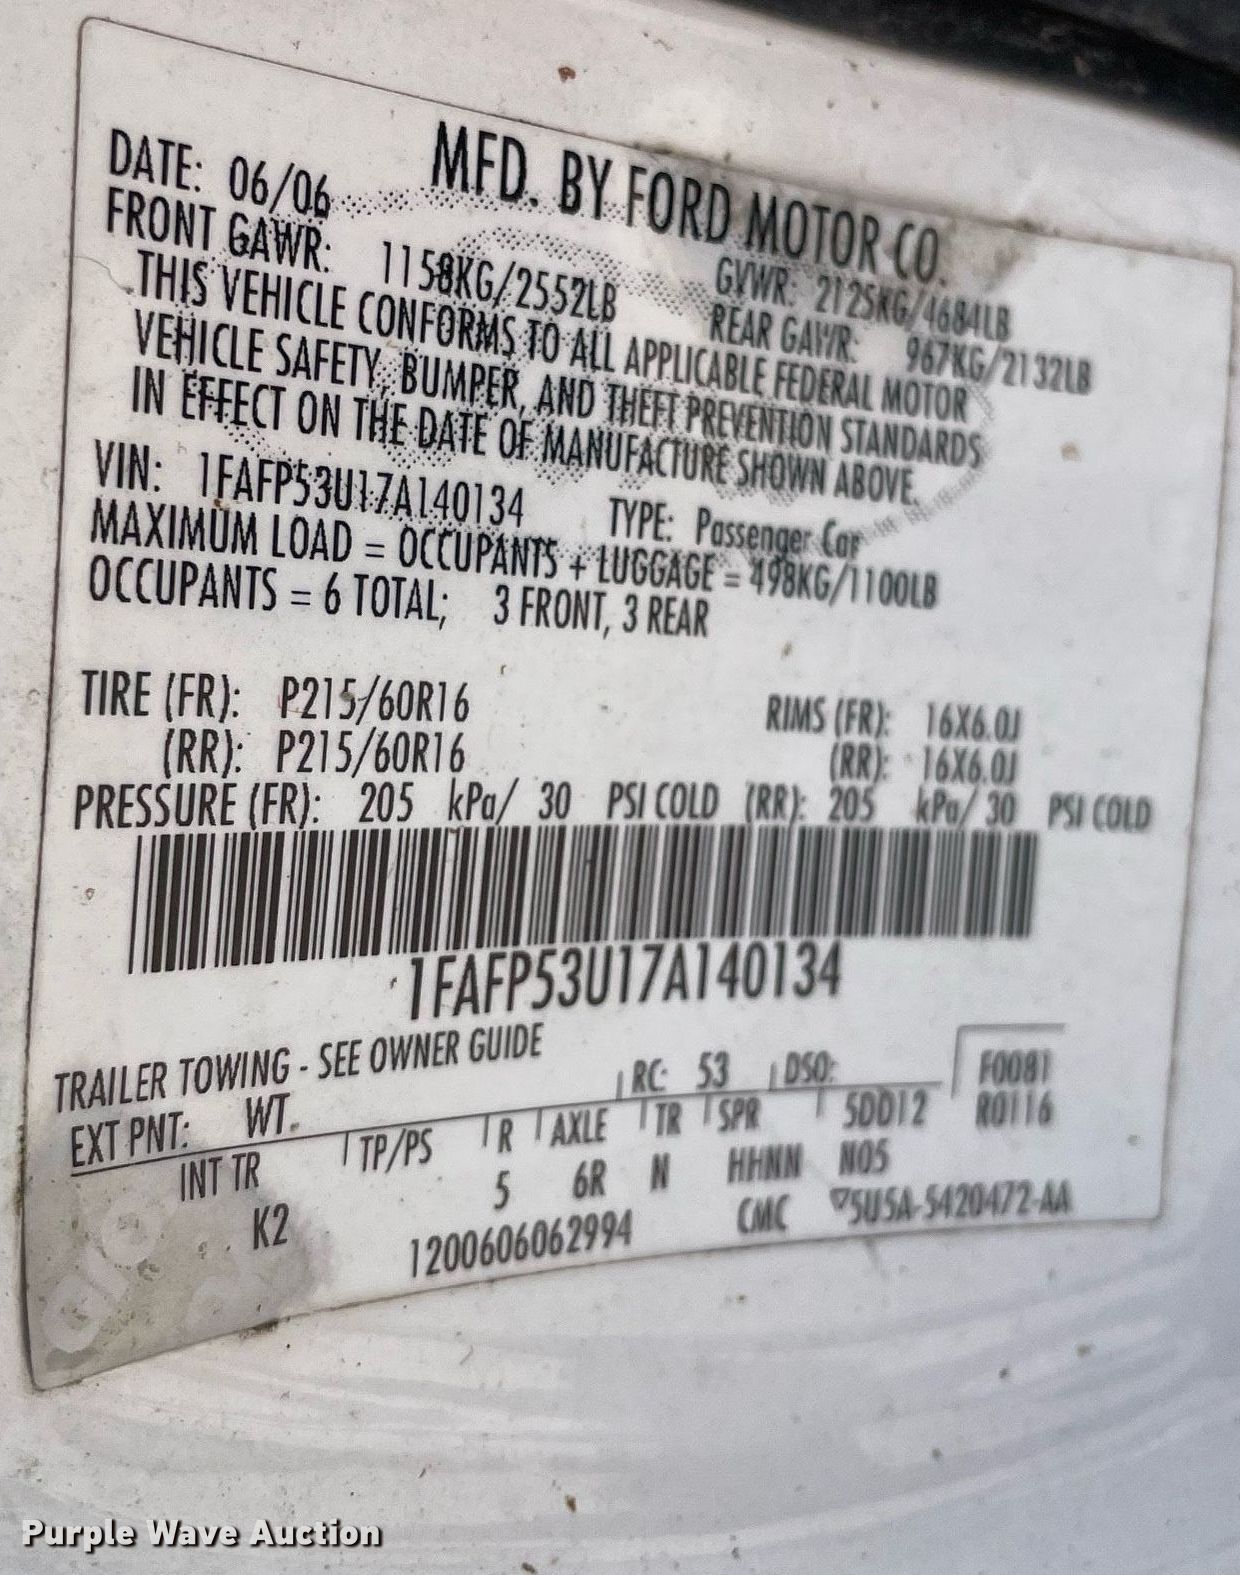 MFD. BY FORD MOTOR CO.
DATE: 06/06 GVWR: 2125KG/4684LB
FRONT GAWR: 1158KG/2552LB REAR GAWR: 967KG/2132LB
THIS VEHICLE CONFORMS TO ALL APPLICABLE FEDERAL MOTOR
VEHICLE SAFETY, BUMPER, AND THEFT PREVENTION STANDARDS
IN EFFECT ON THE DATE OF MANUFACTURE SHOWN ABOVE.
VIN: 1FAFP53U17A140134 TYPE: Passenger Car
MAXIMUM LOAD = OCCUPANTS + LUGGAGE = 498KG/1100LB
OCCUPANTS = 6 TOTAL; 3 FRONT, 3 REAR
TIRE (FR): P215/60R16 RIMS (FR): 16X6.0J
(RR): P215/60R16 (RR): 16X6.0J
PRESSURE (FR): 205 kPa/ 30 PSI COLD (RR): 205 kPa/ 30 PSI COLD
1FAFP53U17A140134
TRAILER TOWING - SEE OWNER GUIDE
EXT PNT: WT. RC: 53 DSO: F0081
INT TR TP/PS R AXLE TR SPR 5DD12 R0116
K2 5 6R N HHNN N05
1200606062994 CMC ▽5U5A-5420472-AA
Purple Wave Auction